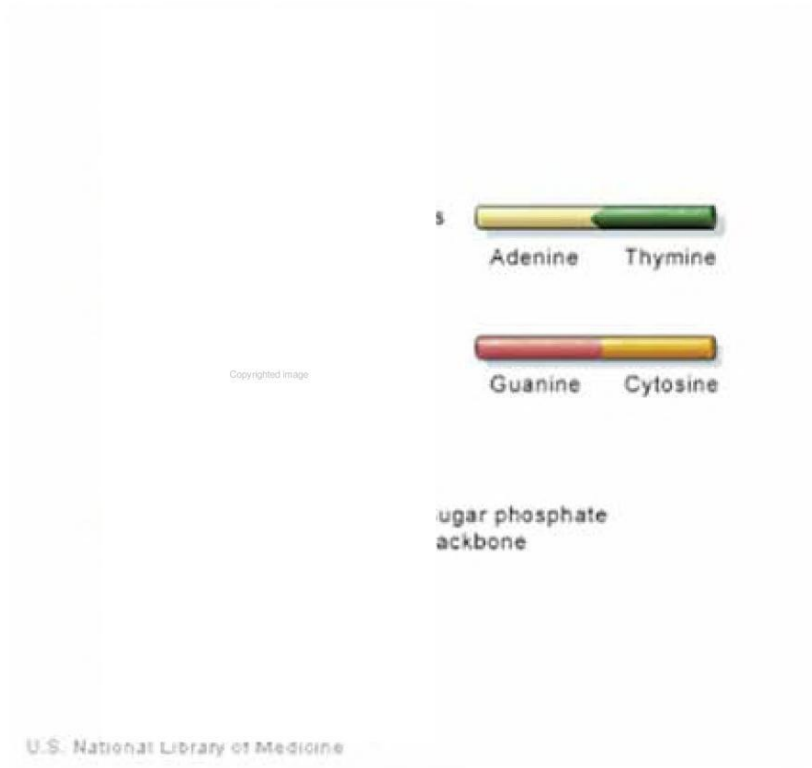 s
Adenine Thymine
Copyrighted image
Guanine Cytosine
ugar phosphate
ackbone
U.S. National Library of Medicine